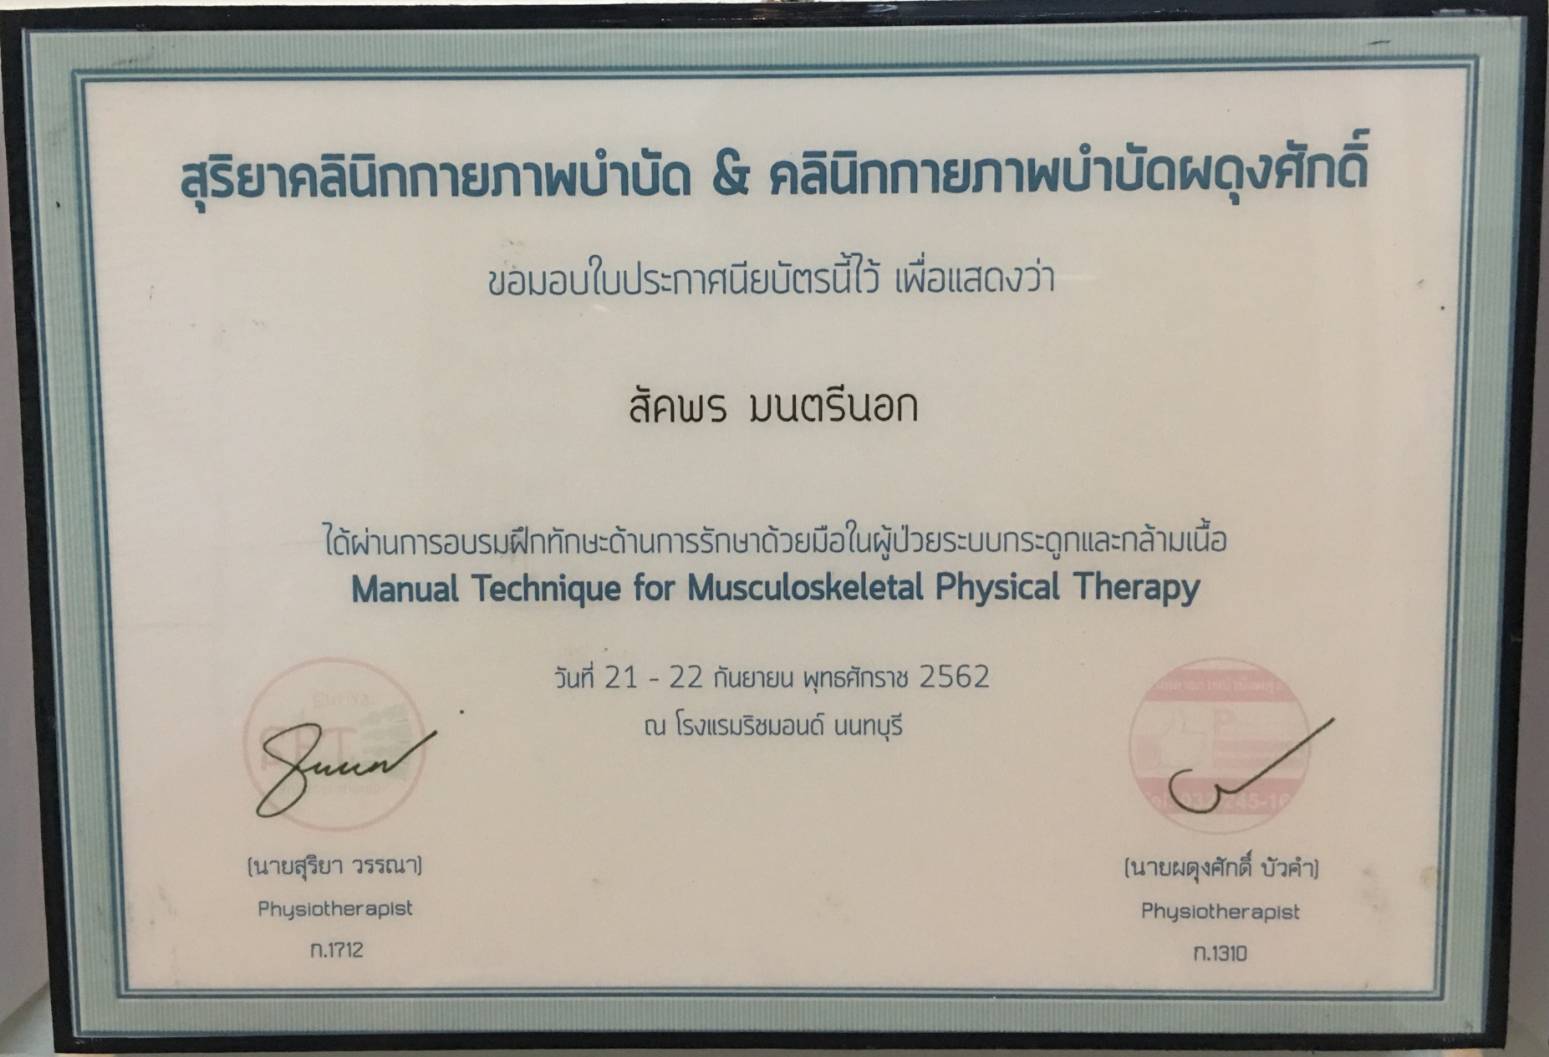 สุริยาคลินิกกายภาพบำบัด & คลินิกกายภาพบำบัดผดุงศักดิ์
ขอมอบใบประกาศนียบัตรนี้ไว้ เพื่อแสดงว่า
สัคพร มนตรีนอก
ได้ผ่านการอบรมฝึกทักษะด้านการรักษาด้วยมือในผู้ป่วยระบบกระดูกและกล้ามเนื้อ
Manual Technique for Musculoskeletal Physical Therapy
วันที่ 21 - 22 กันยายน พุทธศักราช 2562
ณ โรงแรมริชมอนด์ นนทบุรี
(นายสุริยา วรรณา)
Physiotherapist
ก.1712
(นายผดุงศักดิ์ บัวคำ)
Physiotherapist
ก.1310